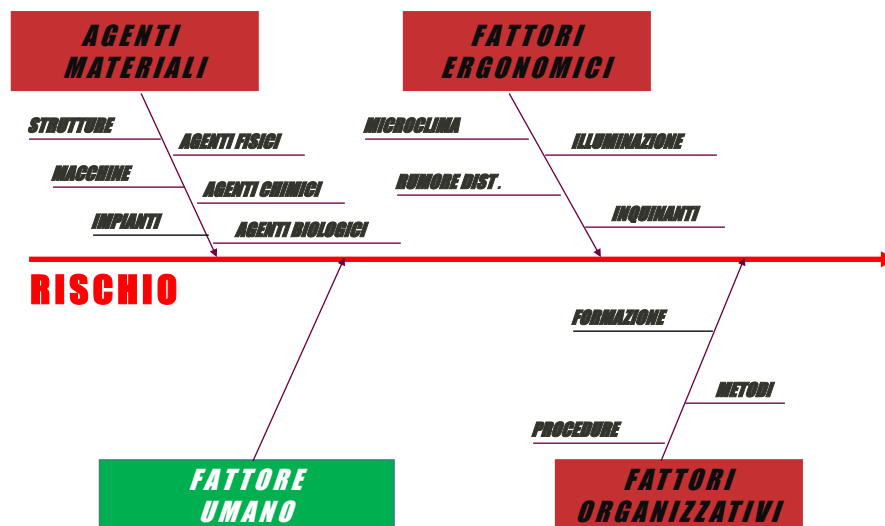 AGENTI
MATERIALI
FATTORI
ERGONOMICI
STRUTTURE
AGENTI FISICI
MACCHINE
AGENTI CHIMICI
IMPIANTI
AGENTI BIOLOGICI
MICROCLIMA
ILLUMINAZIONE
RUMORE DIST.
INQUINANTI
RISCHIO
FORMAZIONE
METODI
PROCEDURE
FATTORE
UMANO
FATTORI
ORGANIZZATIVI